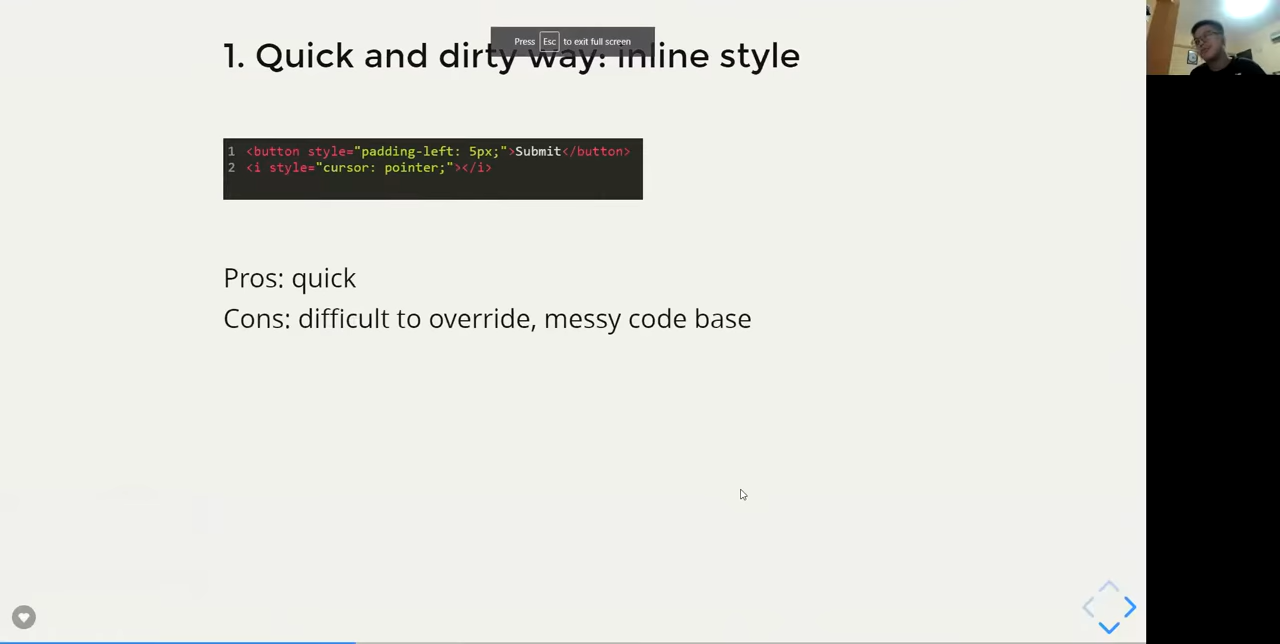 Press Esc to exit full screen
1. Quick and dirty way: inline style
1 <button style="padding-left: 5px;">Submit</button>
2 <i style="cursor: pointer;"></i>
Pros: quick
Cons: difficult to override, messy code base